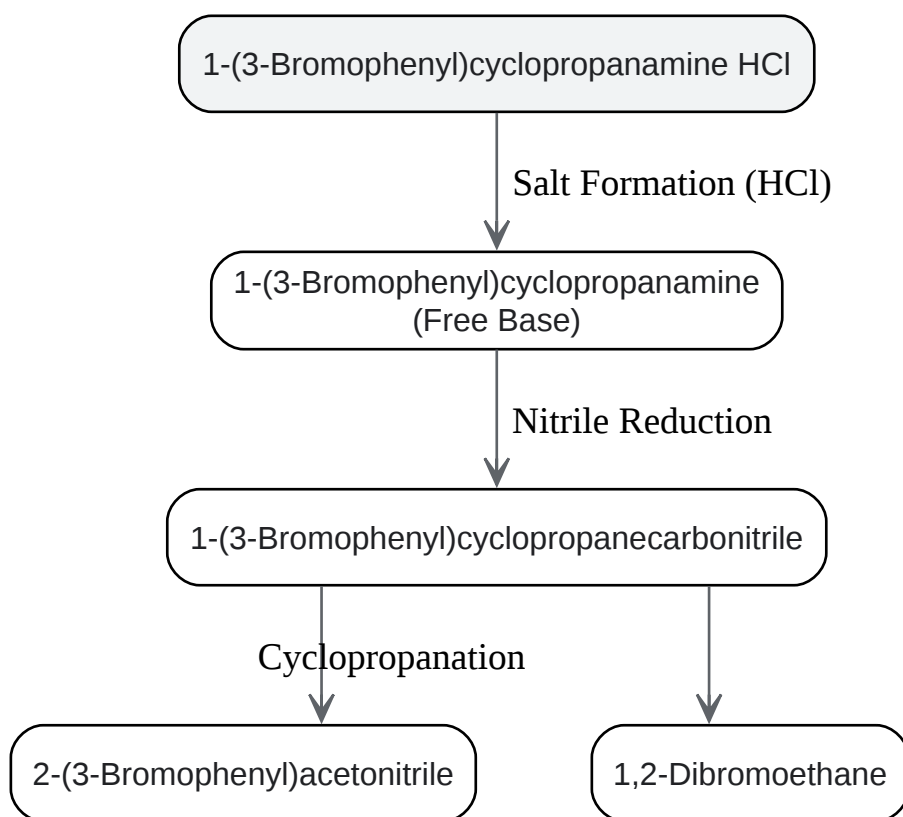 1-(3-Bromophenyl)cyclopropanamine HCl
Salt Formation (HCl)
1-(3-Bromophenyl)cyclopropanamine
(Free Base)
Nitrile Reduction
1-(3-Bromophenyl)cyclopropanecarbonitrile
Cyclopropanation
2-(3-Bromophenyl)acetonitrile
1,2-Dibromoethane